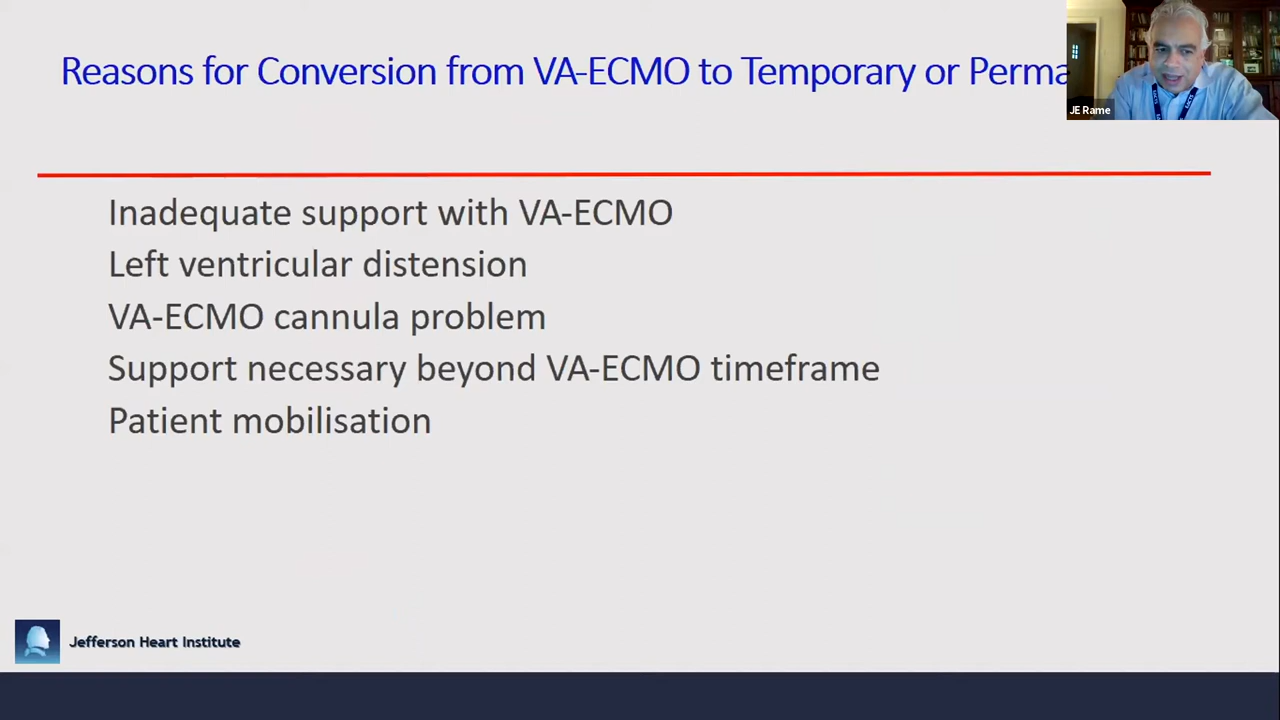 Reasons for Conversion from VA-ECMO to Temporary or Perma
JE Rame
Inadequate support with VA-ECMO
Left ventricular distension
VA-ECMO cannula problem
Support necessary beyond VA-ECMO timeframe
Patient mobilisation
Jefferson Heart Institute